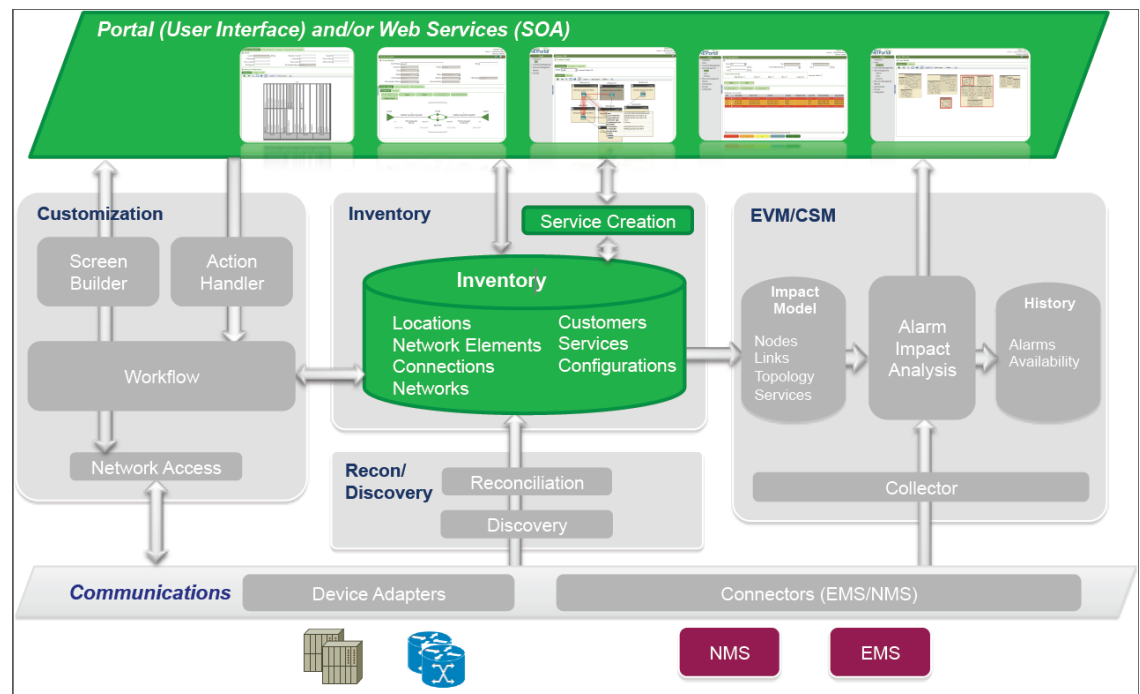 Portal (User Interface) and/or Web Services (SOA)
Customization
Screen
Builder
Action
Handler
Workflow
Network Access
Inventory
Service Creation
Inventory
Locations
Network Elements
Connections
Networks
Customers
Services
Configurations
Recon/
Discovery
Reconciliation
Discovery
EVM/CSM
Impact
Model
Nodes
Links
Topology
Services
Alarm
Impact
Analysis
History
Alarms
Availability
Collector
Communications
Device Adapters
Connectors (EMS/NMS)
NMS
EMS